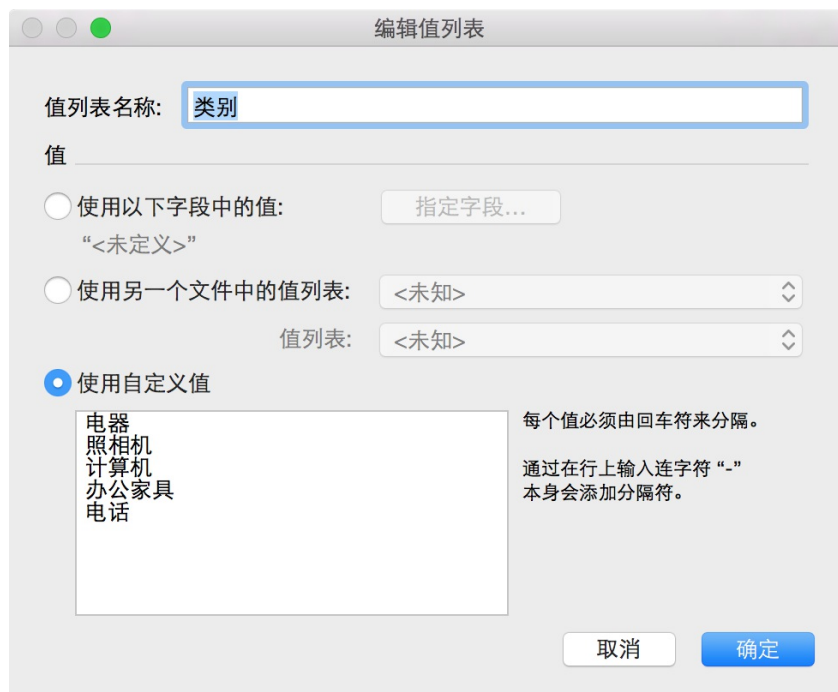 编辑值列表
值列表名称: 类别
值
使用以下字段中的值: 指定字段...
“<未定义>”
使用另一个文件中的值列表: <未知>
值列表: <未知>
使用自定义值
电器
照相机
计算机
办公家具
电话
每个值必须由回车符来分隔。
通过在行上输入连字符 “-”
本身会添加分隔符。
取消 确定